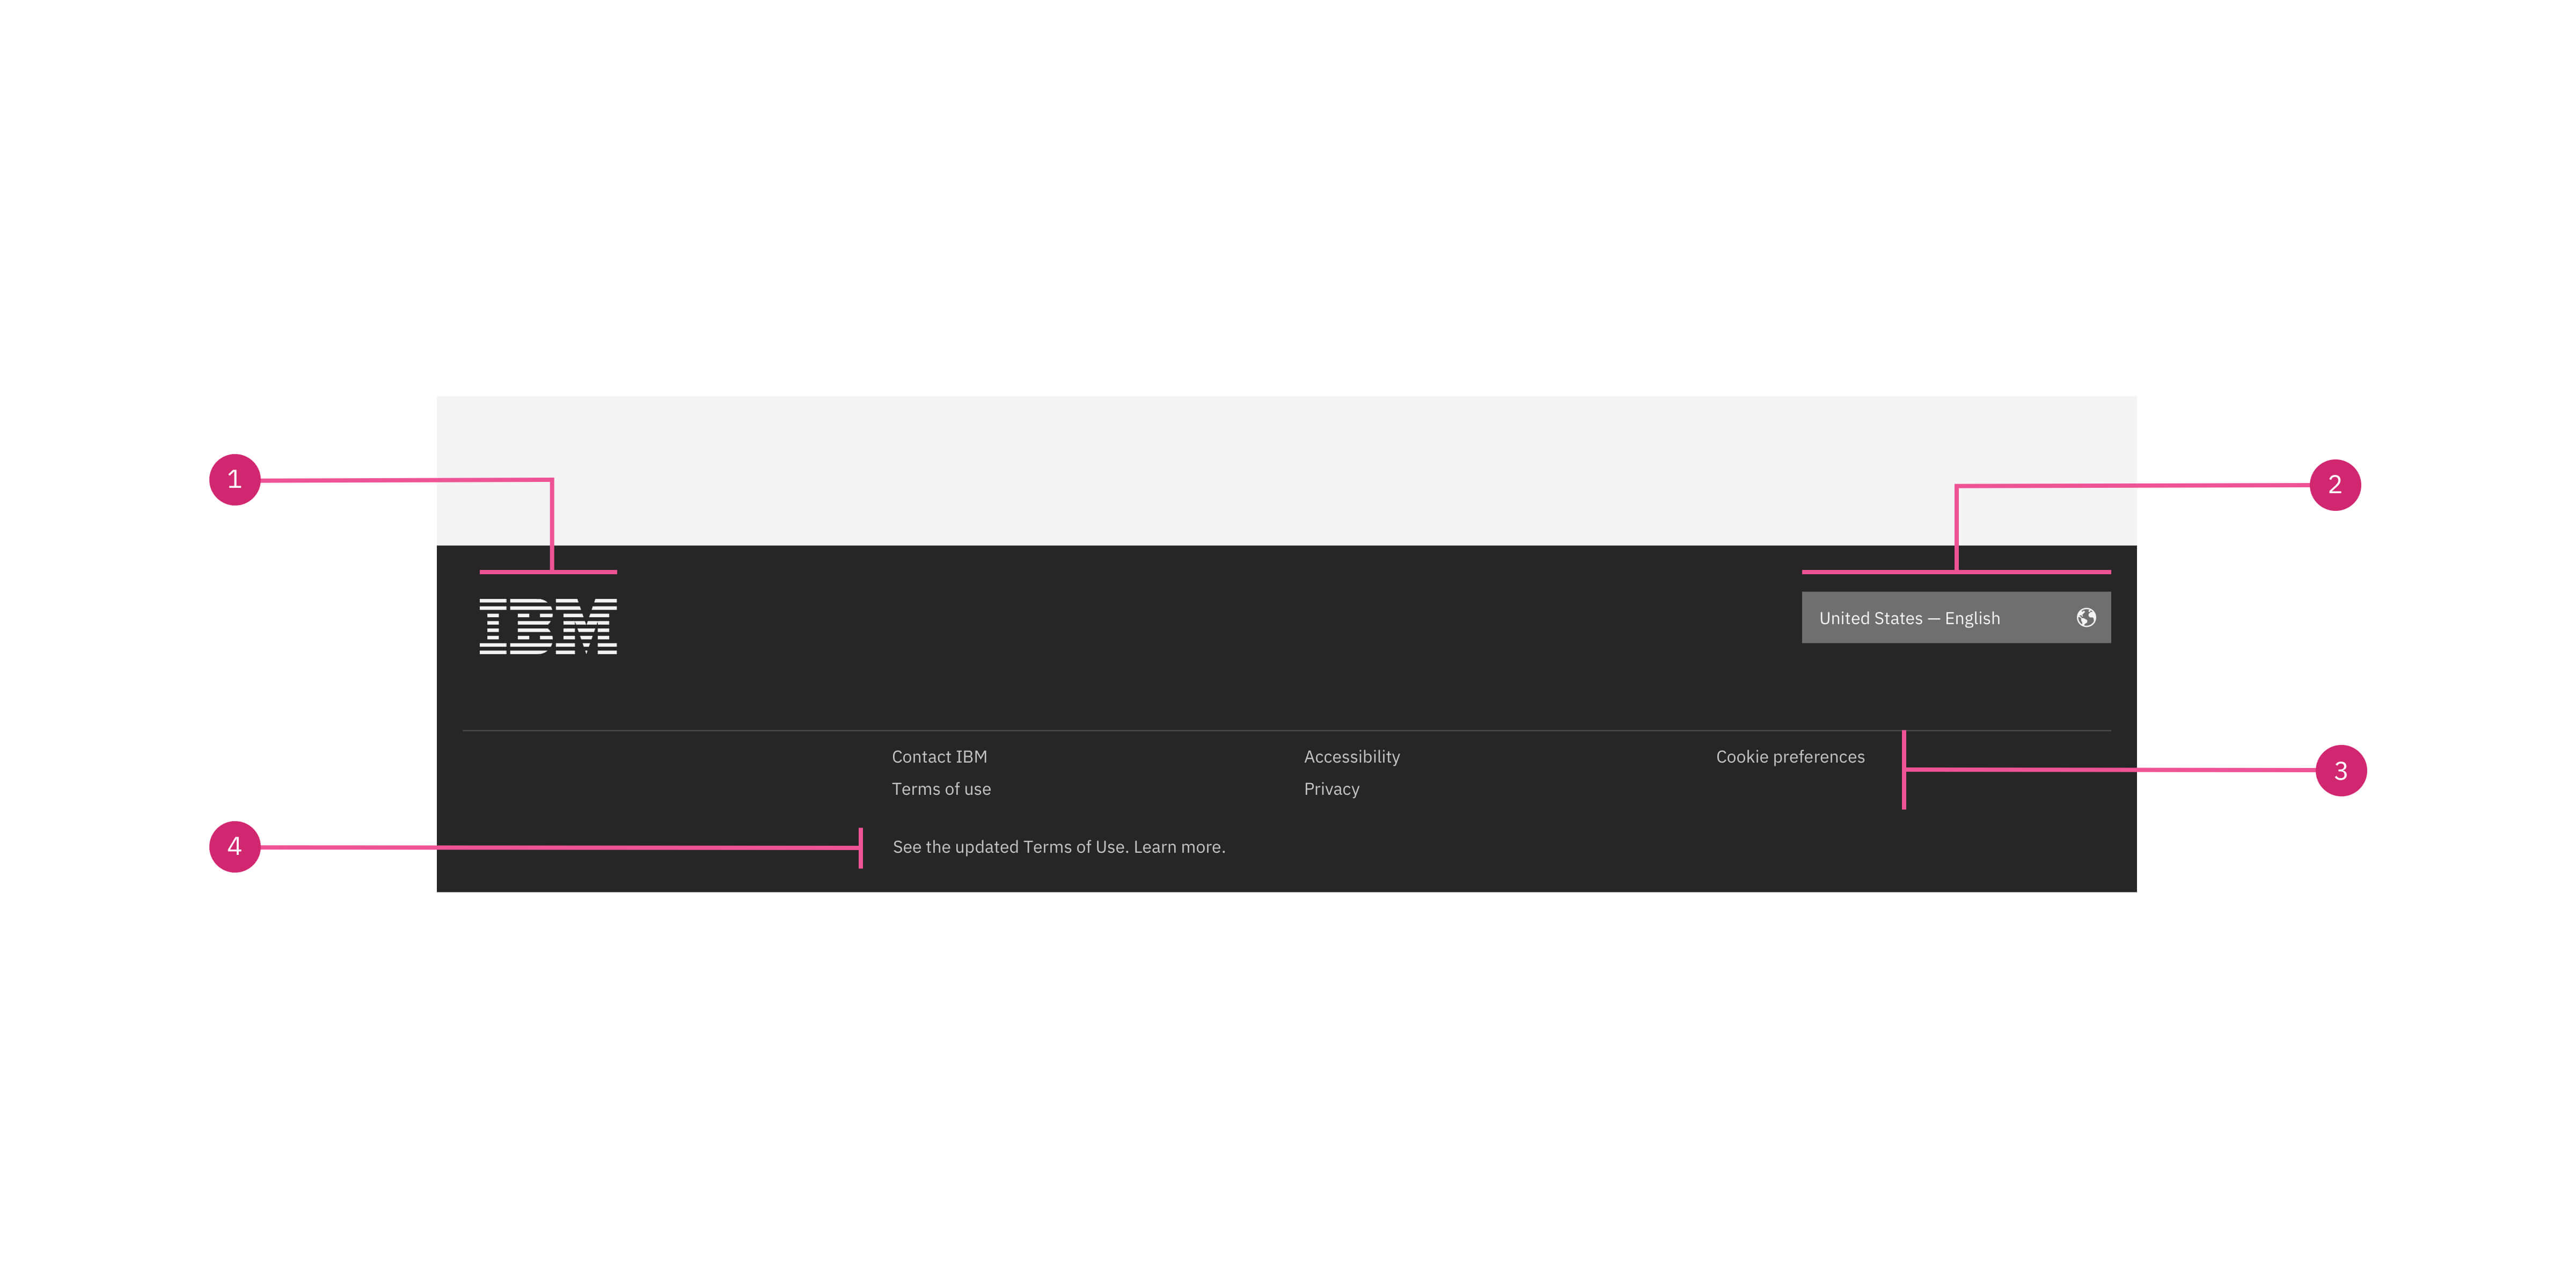 1
2
IBM
United States — English
Contact IBM
Accessibility
Cookie preferences
3
Terms of use
Privacy
4
See the updated Terms of Use. Learn more.